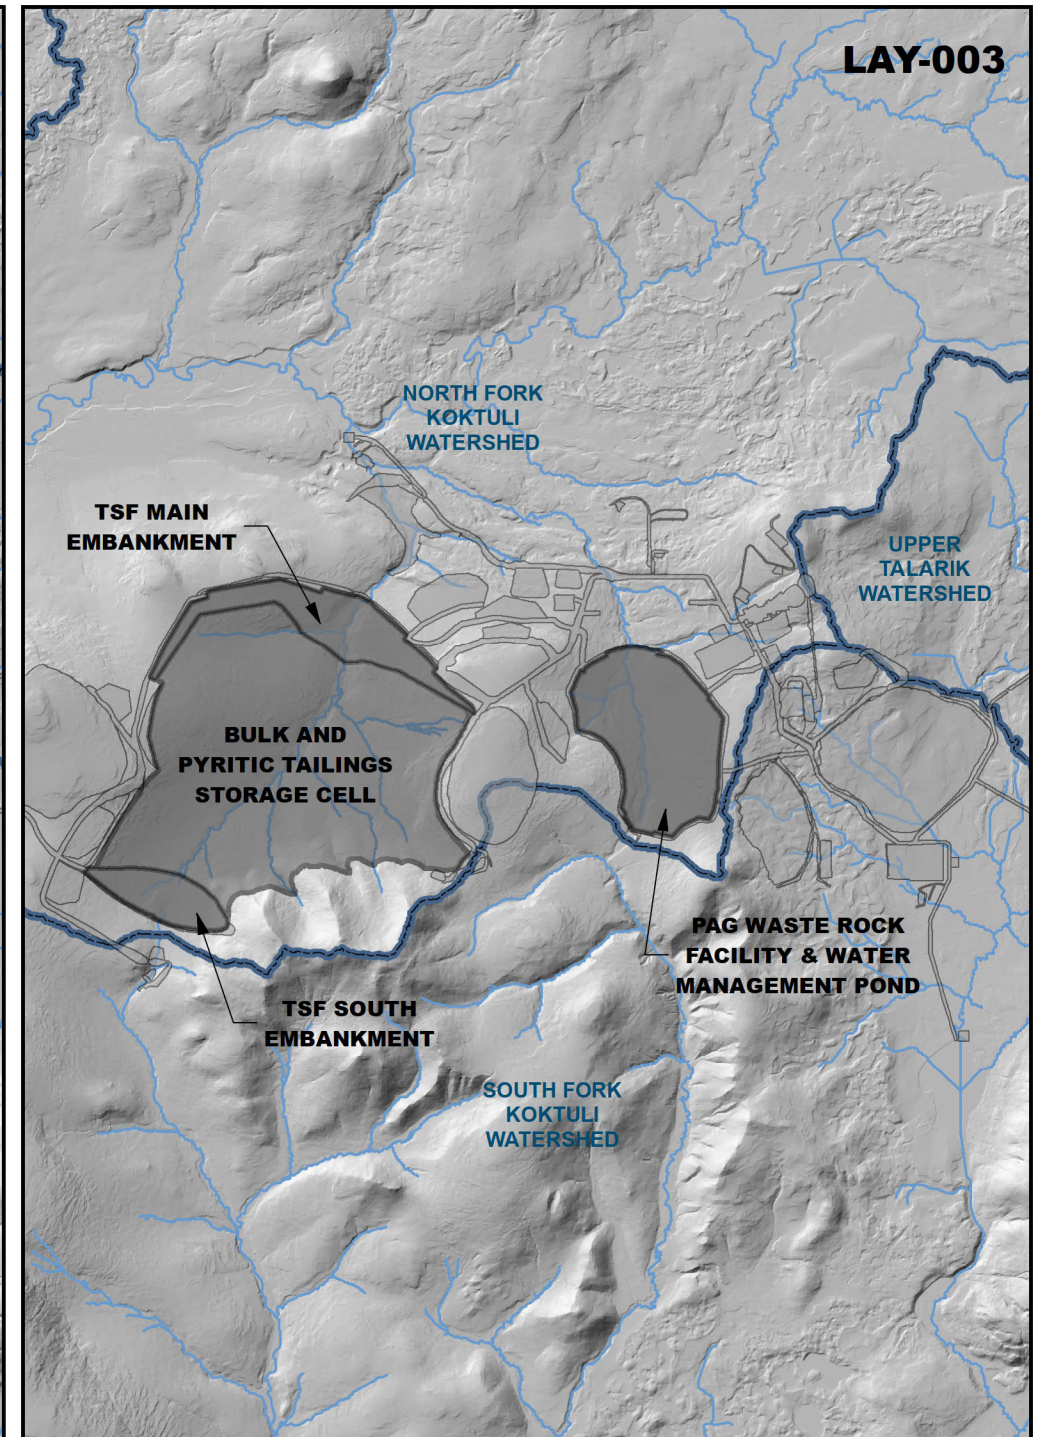 LAY-003
NORTH FORK
KOKTULI
WATERSHED
TSF MAIN
EMBANKMENT
UPPER
TALARIK
WATERSHED
BULK AND
PYRITIC TAILINGS
STORAGE CELL
PAG WASTE ROCK
FACILITY & WATER
MANAGEMENT POND
TSF SOUTH
EMBANKMENT
SOUTH FORK
KOKTULI
WATERSHED